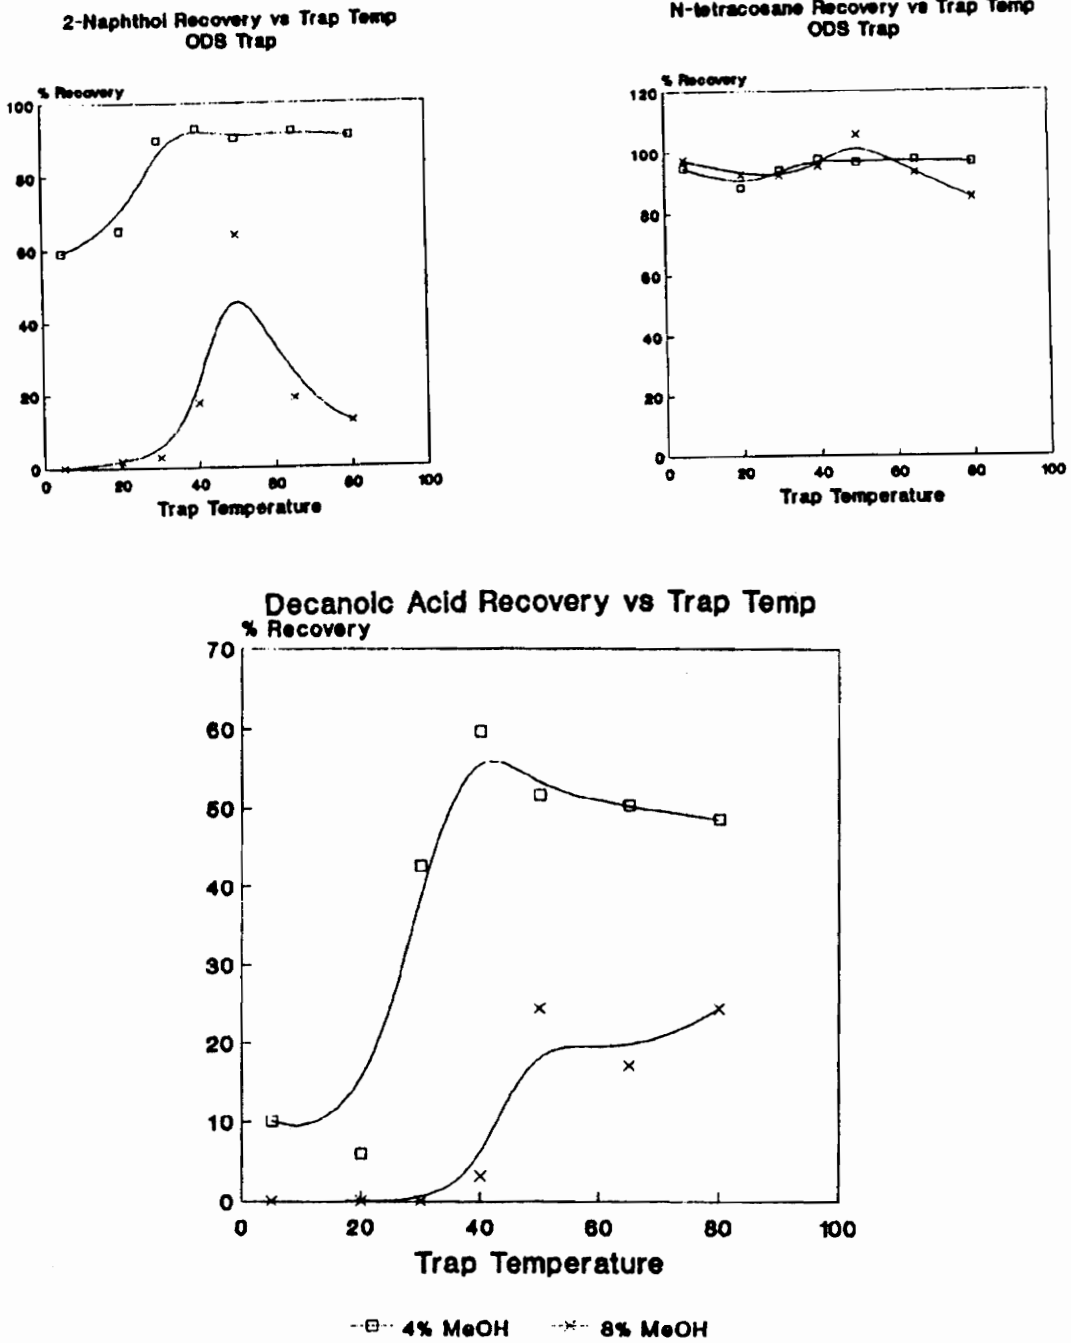 2-Naphthol Recovery vs Trap Temp
ODS Trap
% Recovery
100
80
60
40
20
0
0 20 40 60 80 100
Trap Temperature
N-tetracosane Recovery vs Trap Temp
ODS Trap
% Recovery
120
100
80
60
40
20
0
0 20 40 60 80 100
Trap Temperature
Decanoic Acid Recovery vs Trap Temp
% Recovery
70
60
50
40
30
20
10
0
0 20 40 60 80 100
Trap Temperature
4% MeOH 8% MeOH